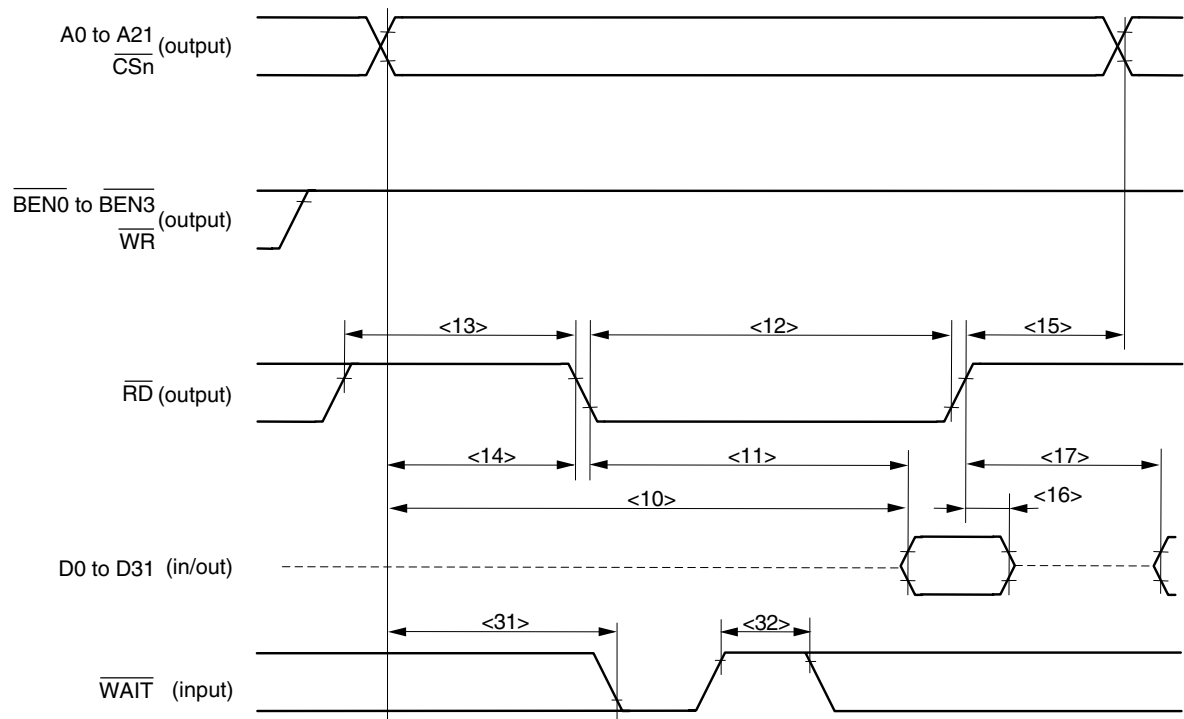 A0 to A21
CSn
(output)
BEN0 to BEN3
WR
(output)
<13>
<12>
<15>
RD (output)
<14>
<11>
<17>
<10>
<16>
D0 to D31 (in/out)
<31>
<32>
WAIT (input)